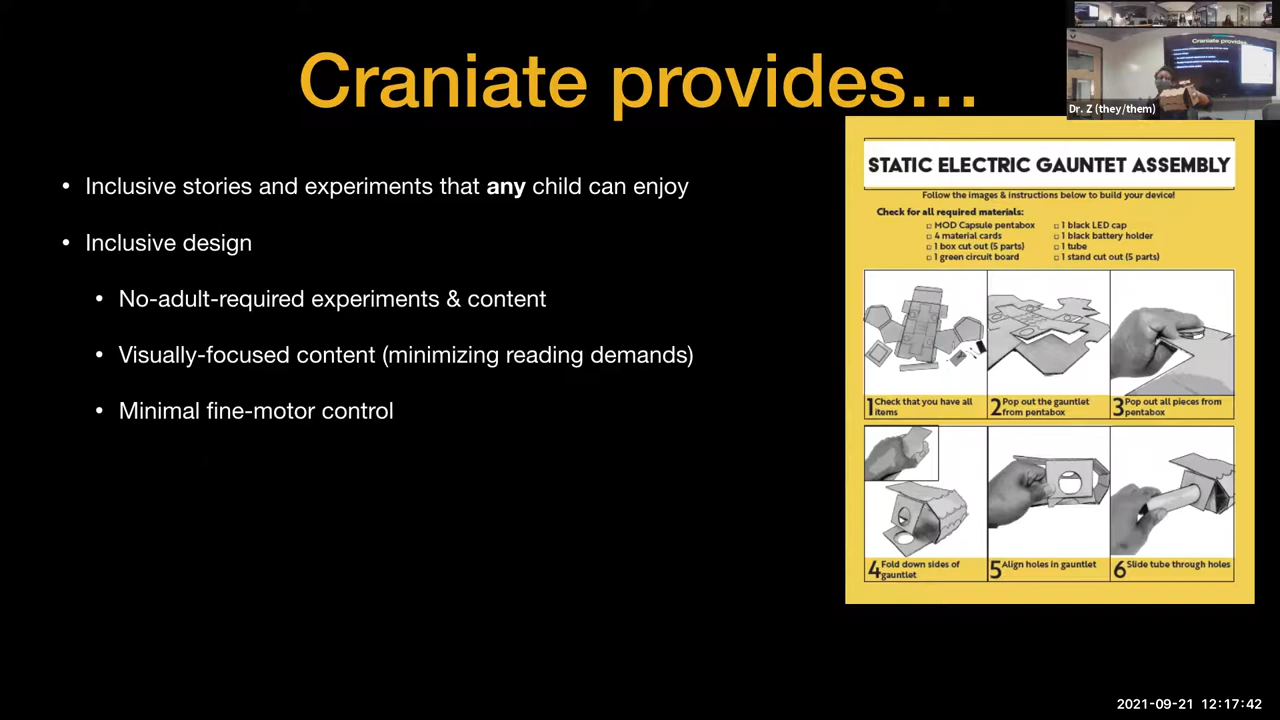 Craniate provides...
Craniate provides...
Dr. Z (they/them)
• Inclusive stories and experiments that any child can enjoy
• Inclusive design
• No-adult-required experiments & content
• Visually-focused content (minimizing reading demands)
• Minimal fine-motor control
STATIC ELECTRIC GAUNTET ASSEMBLY
Follow the images & instructions below to build your device!
Check for all required materials:
□ MOD Capsule pentabox
□ 4 material cards
□ 1 box cut out (5 parts)
□ 1 green circuit board
□ 1 black LED cap
□ 1 black battery holder
□ 1 tube
□ 1 stand cut out (5 parts)
1 Check that you have all
items
2 Pop out the gauntlet
from pentabox
3 Pop out all pieces from
pentabox
4 Fold down sides of
gauntlet
5 Align holes in gauntlet
6 Slide tube through holes
2021-09-21 12:17:42